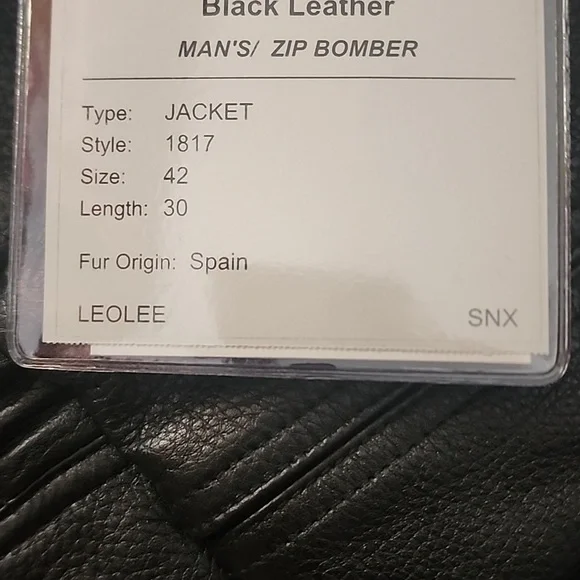 Black Leather
MAN'S/ ZIP BOMBER
Type: JACKET
Style: 1817
Size: 42
Length: 30
Fur Origin: Spain
LEOLEE SNX